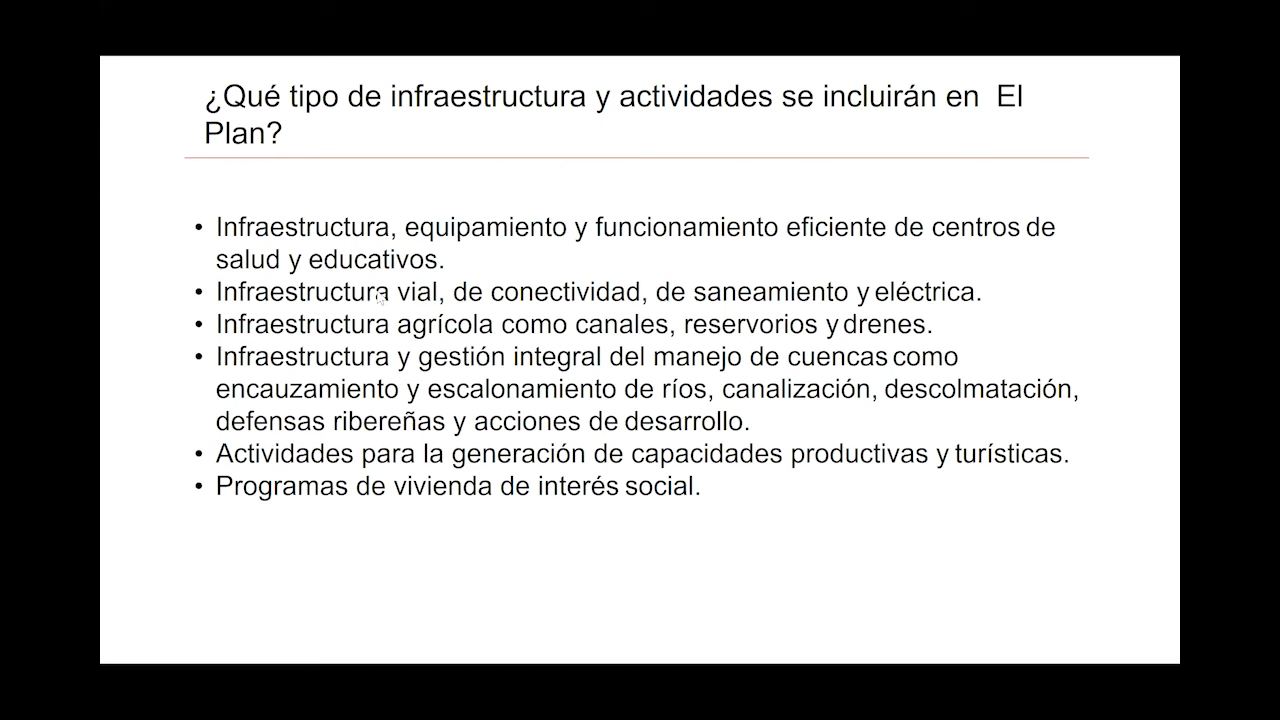 ¿Qué tipo de infraestructura y actividades se incluirán en El
Plan?
• Infraestructura, equipamiento y funcionamiento eficiente de centros de
salud y educativos.
• Infraestructura vial, de conectividad, de saneamiento y eléctrica.
• Infraestructura agrícola como canales, reservorios y drenes.
• Infraestructura y gestión integral del manejo de cuencas como
encauzamiento y escalonamiento de ríos, canalización, descolmatación,
defensas ribereñas y acciones de desarrollo.
• Actividades para la generación de capacidades productivas y turísticas.
• Programas de vivienda de interés social.